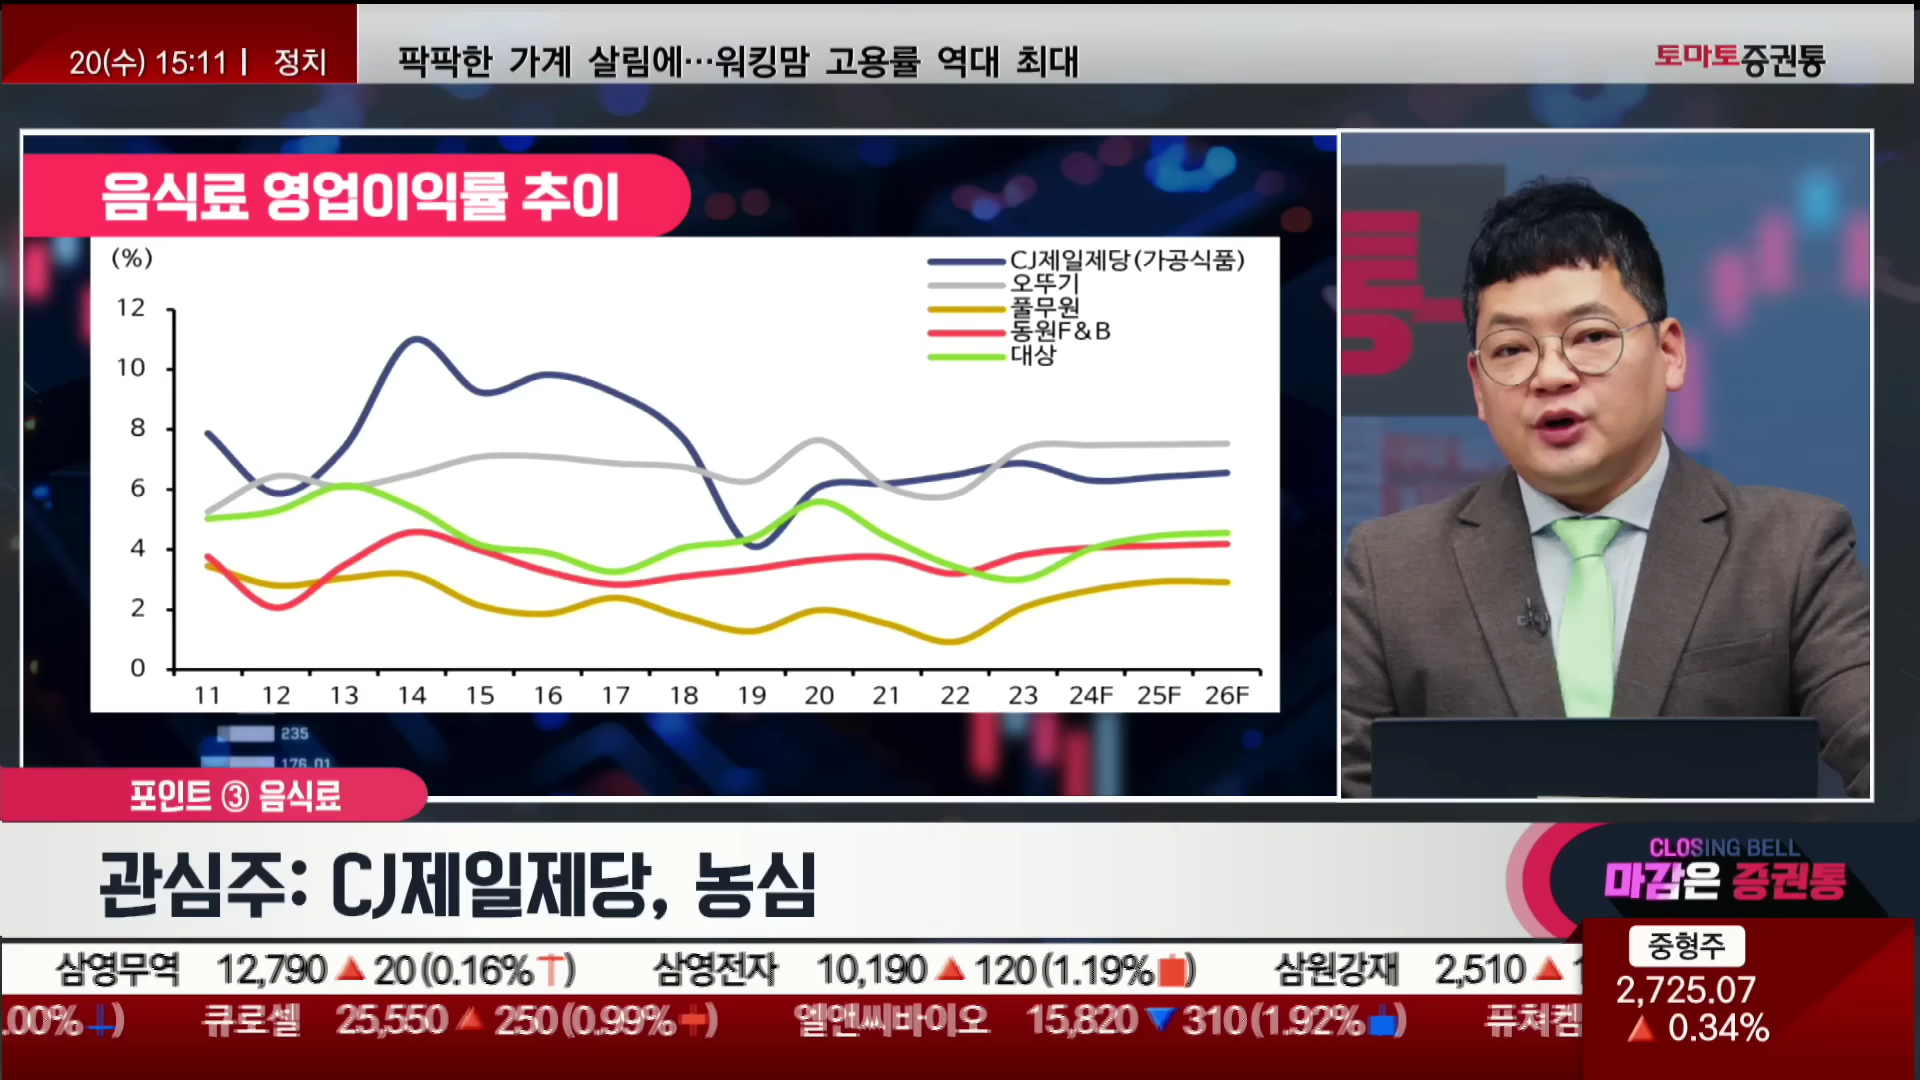 20(수) 15:11 | 정치
팍팍한 가계 살림에…워킹맘 고용률 역대 최대
토마토증권통
음식료 영업이익률 추이
(%)
CJ제일제당(가공식품)
오뚜기
풀무원
동원F&B
대상
12
10
8
6
4
2
0
11 12 13 14 15 16 17 18 19 20 21 22 23 24F 25F 26F
235
176.01
통
포인트 ③ 음식료
관심주: CJ제일제당, 농심
CLOSING BELL
마감은 증권통
삼영무역 12,790 ▲ 20(0.16%↑) 삼영전자 10,190 ▲ 120(1.19%) 삼원강재 2,510 ▲ 1
.00%) 큐로셀 25,550 ▲ 250(0.99%) 엘앤씨바이오 15,820 ▼ 310(1.92%) 퓨쳐켐
중형주
2,725.07
▲ 0.34%